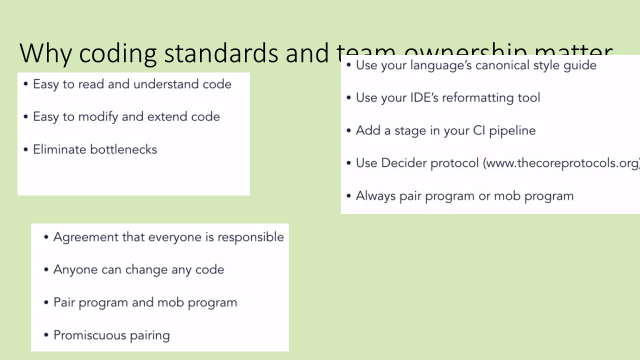 Why coding standards and team ownership matter
• Easy to read and understand code
• Easy to modify and extend code
• Eliminate bottlenecks
• Use your language's canonical style guide
• Use your IDE's reformatting tool
• Add a stage in your CI pipeline
• Use Decider protocol (www.thecoreprotocols.org)
• Always pair program or mob program
• Agreement that everyone is responsible
• Anyone can change any code
• Pair program and mob program
• Promiscuous pairing